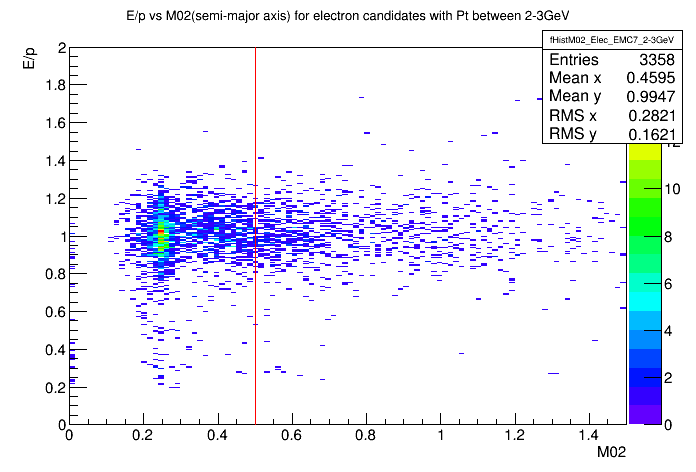 E/p vs M02(semi-major axis) for electron candidates with Pt between 2-3GeV
fHistM02_Elec_EMC7_2-3GeV
Entries 3358
Mean x 0.4595
Mean y 0.9947
RMS x 0.2821
RMS y 0.1621
E/p
2
1.8
1.6
1.4
1.2
1
0.8
0.6
0.4
0.2
0
0 0.2 0.4 0.6 0.8 1 1.2 1.4
M02
12
10
8
6
4
2
0